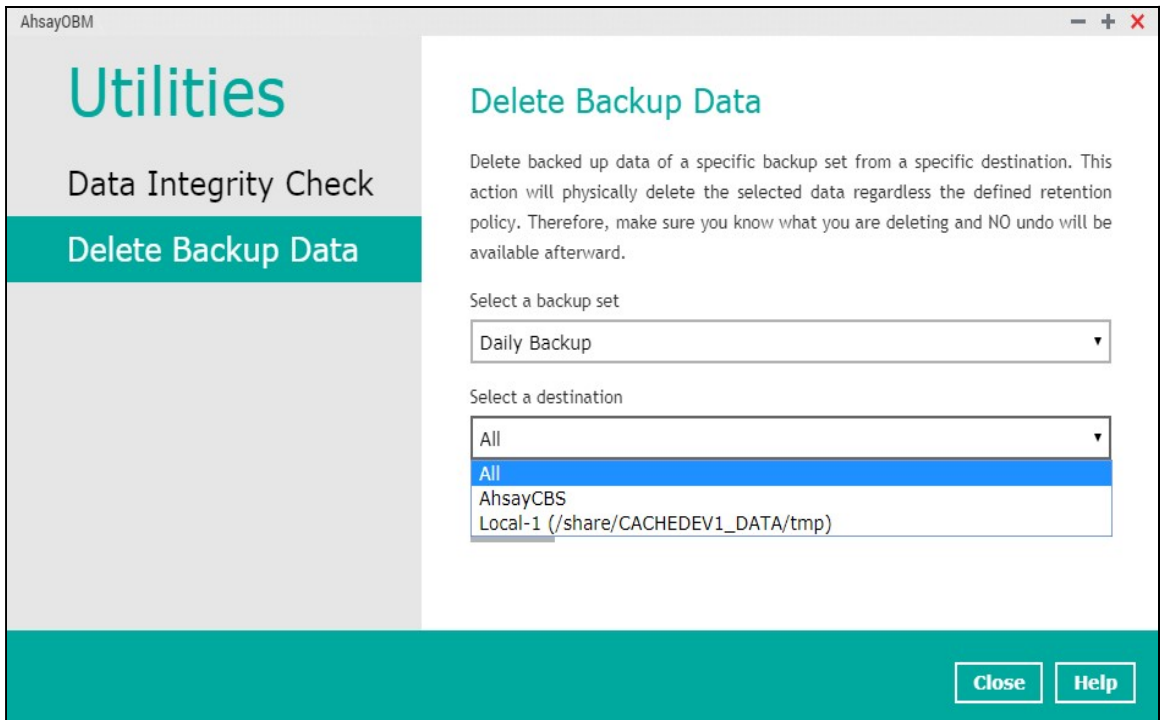 AhsayOBM
Utilities
Data Integrity Check
Delete Backup Data
Delete Backup Data
Delete backed up data of a specific backup set from a specific destination. This
action will physically delete the selected data regardless the defined retention
policy. Therefore, make sure you know what you are deleting and NO undo will be
available afterward.
Select a backup set
Daily Backup
Select a destination
All
All
AhsayCBS
Local-1 (/share/CACHEDEV1_DATA/tmp)
Close
Help